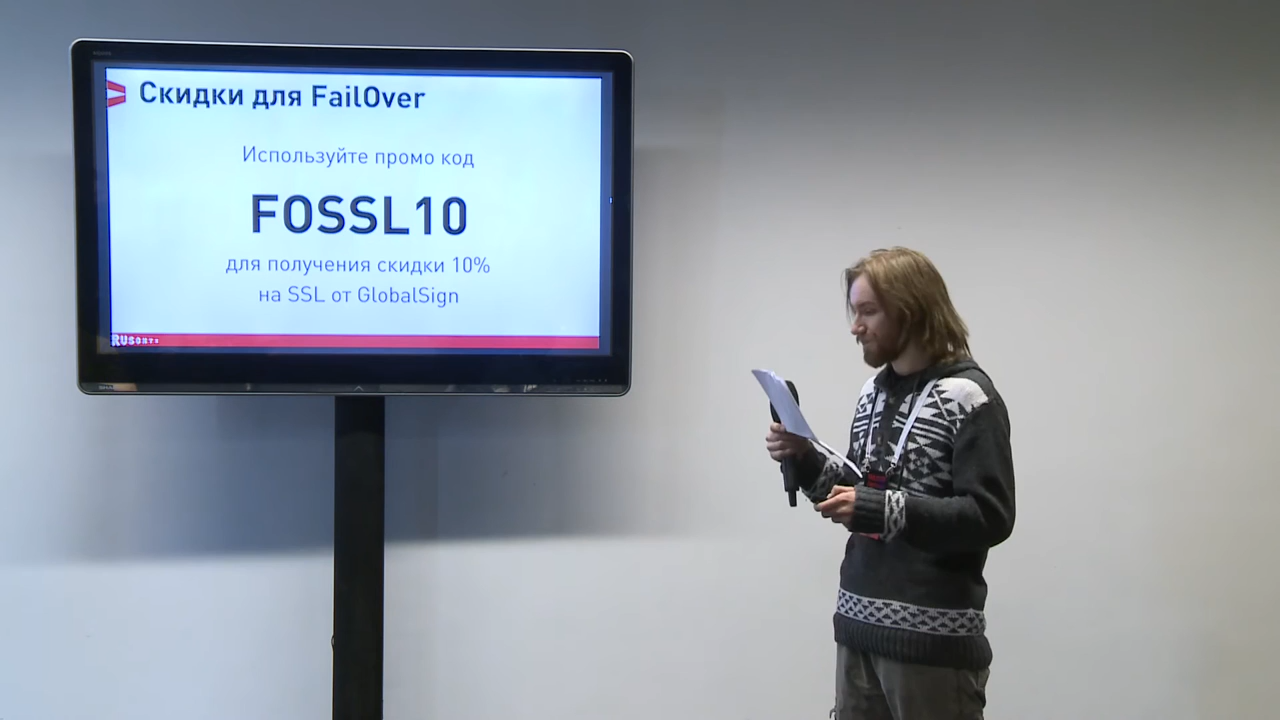 Скидки для FailOver
Используйте промо код
FOSSL10
для получения скидки 10%
на SSL от GlobalSign